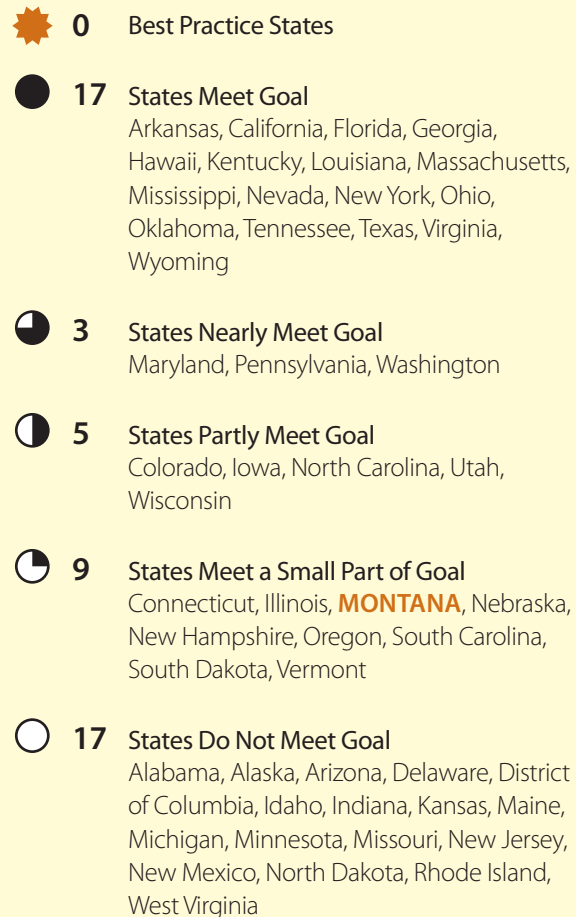 0 Best Practice States
17 States Meet Goal
Arkansas, California, Florida, Georgia,
Hawaii, Kentucky, Louisiana, Massachusetts,
Mississippi, Nevada, New York, Ohio,
Oklahoma, Tennessee, Texas, Virginia,
Wyoming
3 States Nearly Meet Goal
Maryland, Pennsylvania, Washington
5 States Partly Meet Goal
Colorado, Iowa, North Carolina, Utah,
Wisconsin
9 States Meet a Small Part of Goal
Connecticut, Illinois, MONTANA, Nebraska,
New Hampshire, Oregon, South Carolina,
South Dakota, Vermont
17 States Do Not Meet Goal
Alabama, Alaska, Arizona, Delaware, District
of Columbia, Idaho, Indiana, Kansas, Maine,
Michigan, Minnesota, Missouri, New Jersey,
New Mexico, North Dakota, Rhode Island,
West Virginia